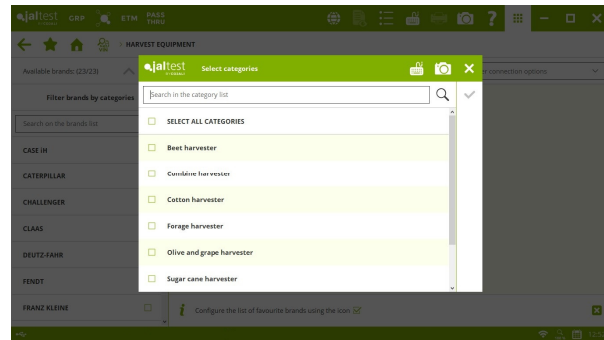 jaltest GRP ETM PASS THRU
HARVEST EQUIPMENT
Available brands: (23/23)
Filter brands by categories
Search on the brands list
CASE IH
CATERPILLAR
CHALLENGER
CLAAS
DEUTZ-FAHR
FENDT
FRANZ KLEINE
jaltest Select categories
Search in the category list
SELECT ALL CATEGORIES
Beet harvester
Combine harvester
Cotton harvester
Forage harvester
Olive and grape harvester
Sugar cane harvester
connection options
Configure the list of favourite brands using the icon